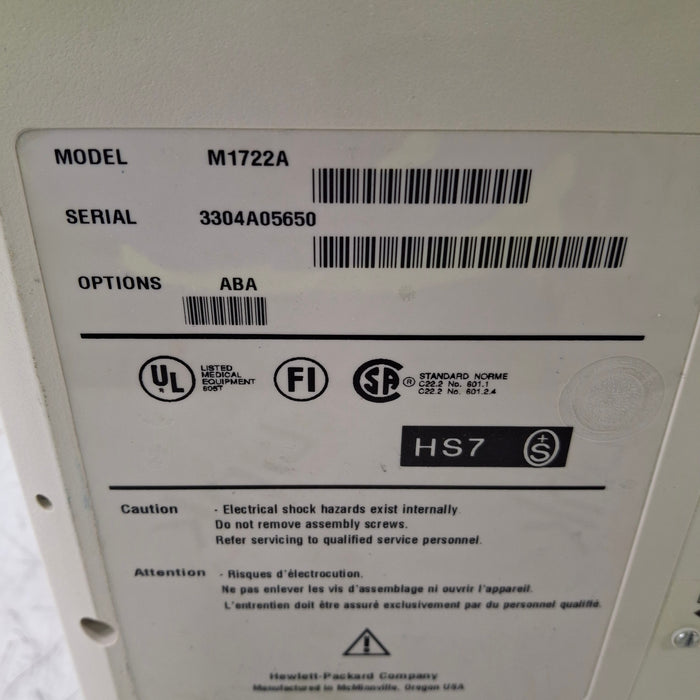 MODEL M1722A
SERIAL 3304A05650
OPTIONS ABA
UL LISTED
MEDICAL
EQUIPMENT
605T
FI
SA ® STANDARD NORME
C22.2 No. 601.1
C22.2 No. 601.2.4
HS7 +S
Caution - Electrical shock hazards exist internally.
Do not remove assembly screws.
Refer servicing to qualified service personnel.
Attention - Risques d'électrocution.
Ne pas enlever les vis d'assemblage ni ouvrir l'appareil.
L'entretien doit être assuré exclusivement par du personnel qualifié.
Hewlett-Packard Company
Manufactured in McMinnville, Oregon USA